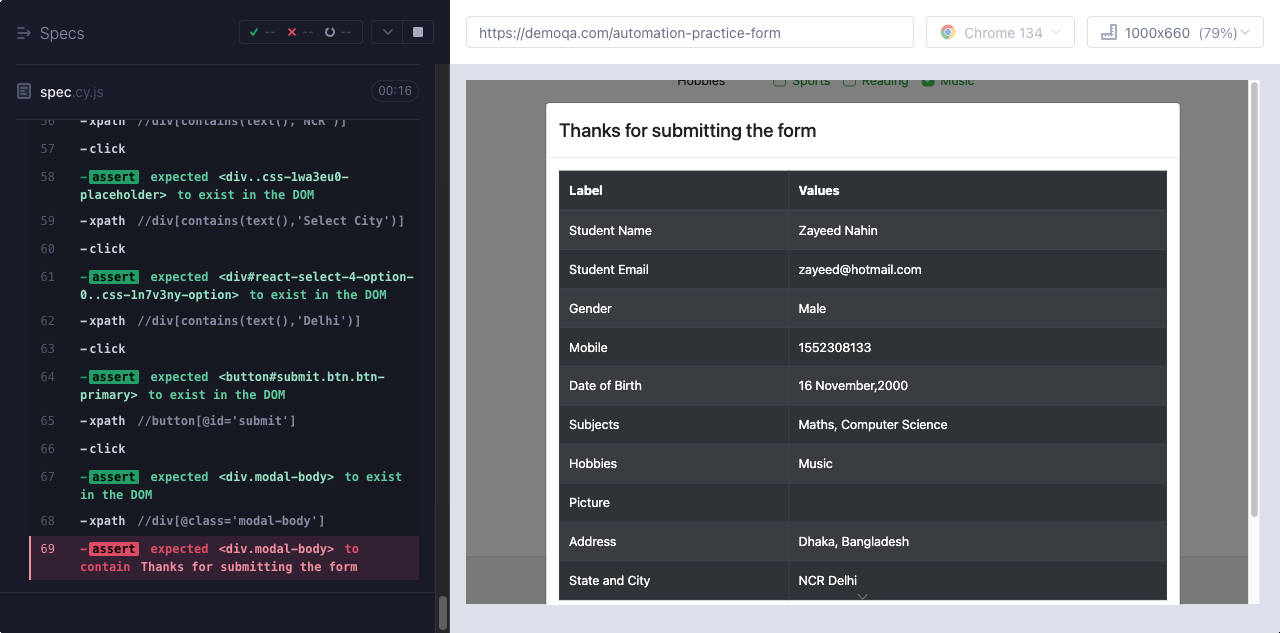 Specs
-- -- --
spec.cy.js
00:16
56 -xpath //div[contains(text(),'NCR')]
57 -click
58 -assert expected <div..css-1wa3eu0-
placeholder> to exist in the DOM
59 -xpath //div[contains(text(),'Select City')]
60 -click
61 -assert expected <div#react-select-4-option-
0..css-1n7v3ny-option> to exist in the DOM
62 -xpath //div[contains(text(),'Delhi')]
63 -click
64 -assert expected <button#submit.btn.btn-
primary> to exist in the DOM
65 -xpath //button[@id='submit']
66 -click
67 -assert expected <div.modal-body> to exist
in the DOM
68 -xpath //div[@class='modal-body']
69 -assert expected <div.modal-body> to
contain Thanks for submitting the form
https://demoqa.com/automation-practice-form
Chrome 134
1000x660 (79%)
Hobbies Sports Reading Music
Thanks for submitting the form
Label Values
Student Name Zayeed Nahin
Student Email zayeed@hotmail.com
Gender Male
Mobile 1552308133
Date of Birth 16 November,2000
Subjects Maths, Computer Science
Hobbies Music
Picture
Address Dhaka, Bangladesh
State and City NCR Delhi